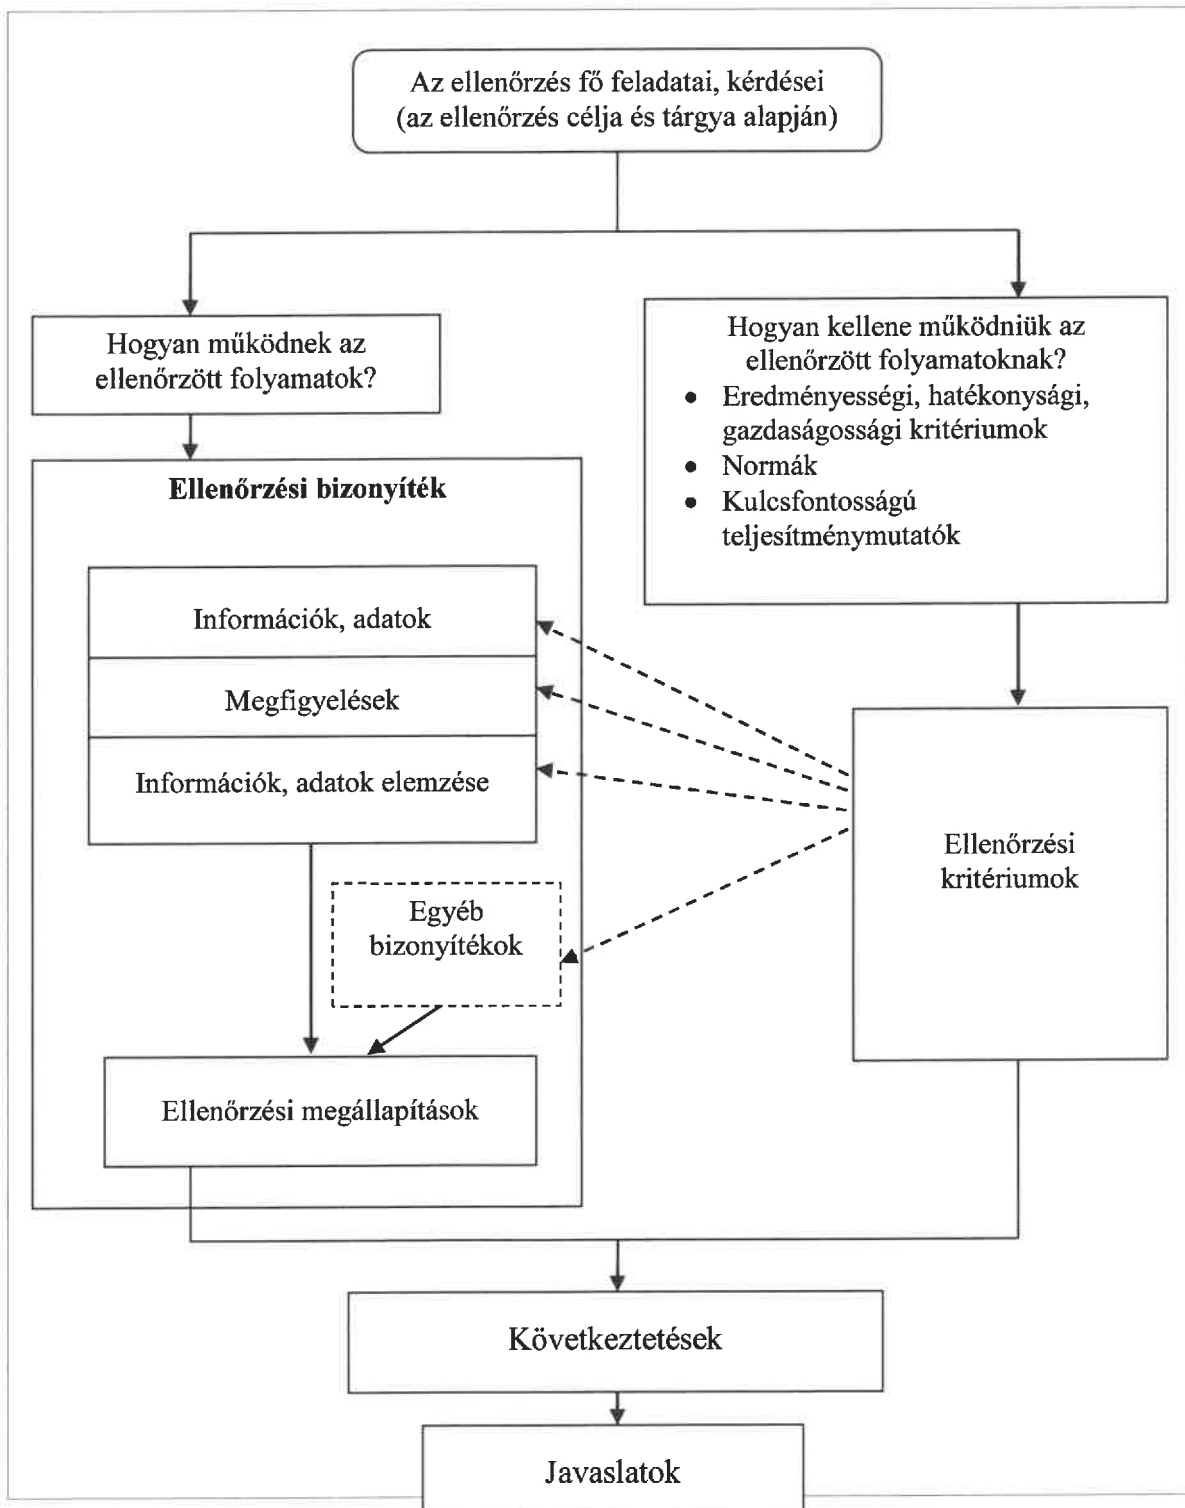 Az ellenőrzés fő feladatai, kérdései
(az ellenőrzés célja és tárgya alapján)
Hogyan működnek az
ellenőrzött folyamatok?
Hogyan kellene működniük az
ellenőrzött folyamatoknak?
• Eredményességi, hatékonysági,
gazdaságossági kritériumok
• Normák
• Kulcsfontosságú
teljesítménymutatók
Ellenőrzési bizonyíték
Információk, adatok
Megfigyelések
Információk, adatok elemzése
Egyéb
bizonyítékok
Ellenőrzési megállapítások
Ellenőrzési
kritériumok
Következtetések
Javaslatok